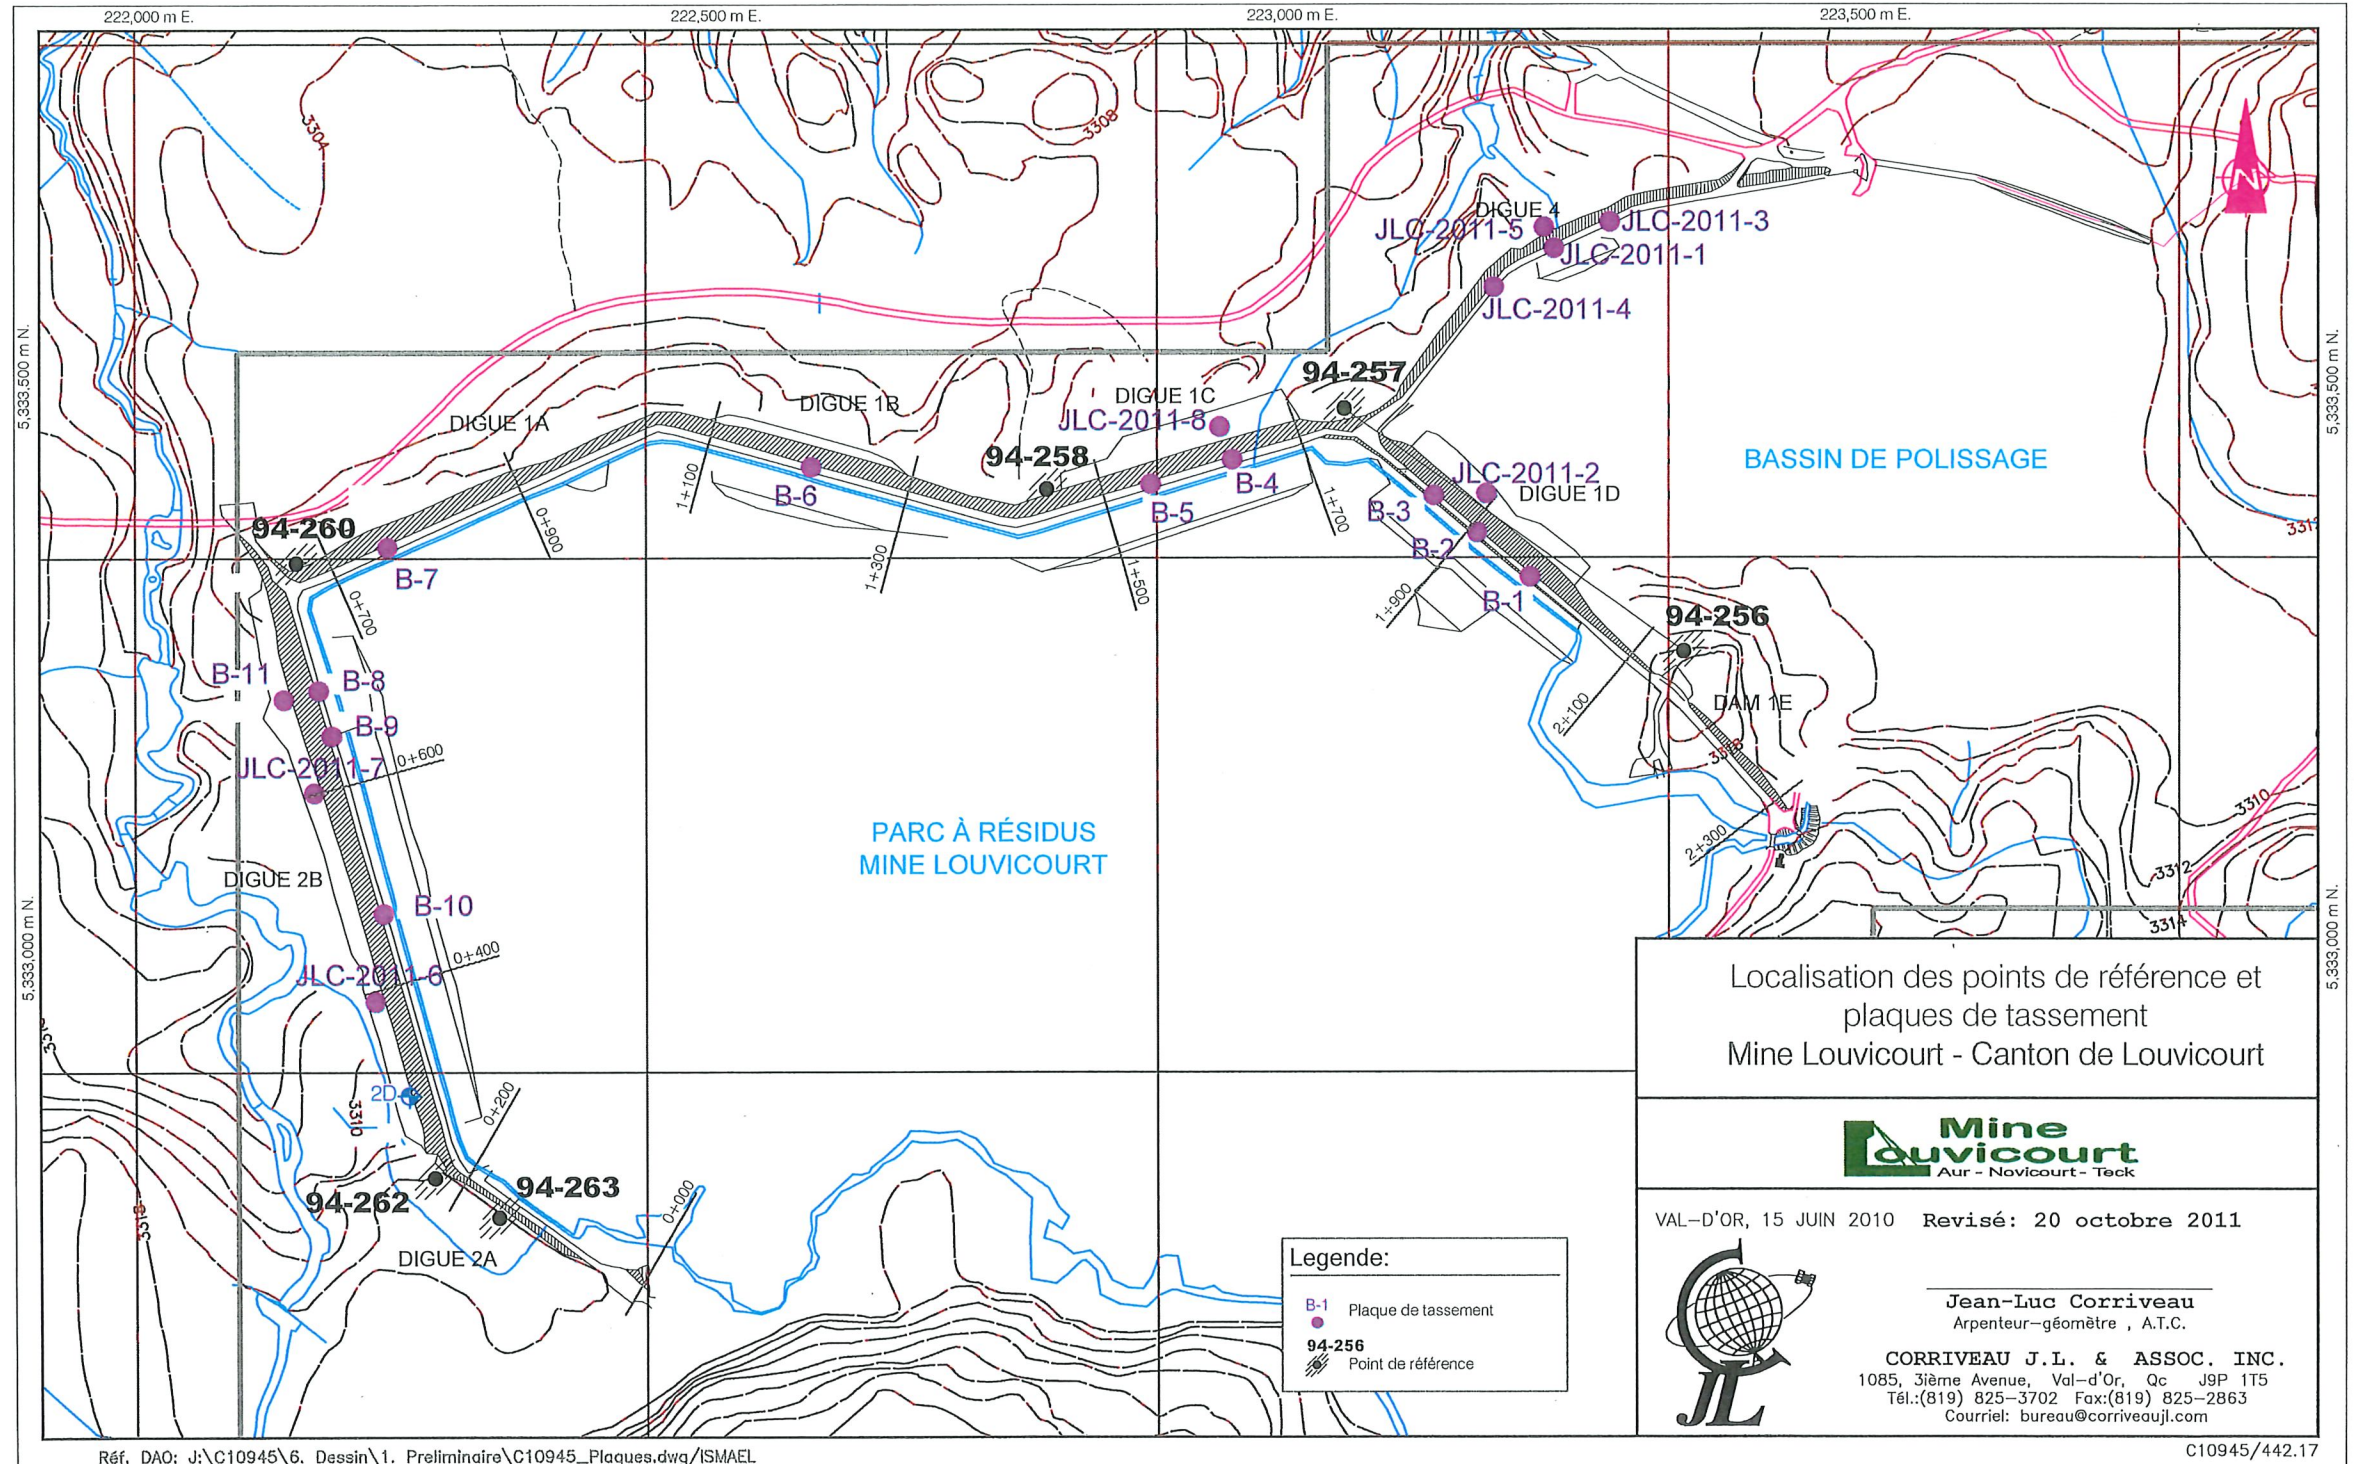 222,000 m E.
222,500 m E.
223,000 m E.
223,500 m E.
3304
3308
DIGUE 4
JLC-2011-5
JLC-2011-3
JLC-2011-1
JLC-2011-4
N
5,333,500 m N.
5,333,500 m N.
94-257
DIGUE 1A
DIGUE 1B
DIGUE 1C
JLC-2011-8
94-258
BASSIN DE POLISSAGE
1+100
B-6
B-4
B-5
JLC-2011-2
DIGUE 1D
B-3
94-260
0+900
1+300
1+500
1+700
B-2
B-7
0+700
1+900
B-1
94-256
B-11
B-8
B-9
2+100
DAM 1E
JLC-2011-7
0+600
3310
PARC À RÉSIDUS
MINE LOUVICOURT
2+300
3312
DIGUE 2B
B-10
3314
0+400
JLC-2011-6
5,333,000 m N.
5,333,000 m N.
2D
3310
0+200
94-262
94-263
3318
0+000
DIGUE 2A
Localisation des points de référence et
plaques de tassement
Mine Louvicourt - Canton de Louvicourt
Mine
Louvicourt
Aur - Novicourt - Teck
VAL-D'OR, 15 JUIN 2010 Revisé: 20 octobre 2011
Legende:
B-1 Plaque de tassement
94-256
Point de référence
Jean-Luc Corriveau
Arpenteur-géomètre , A.T.C.
CORRIVEAU J.L. & ASSOC. INC.
1085, 3ième Avenue, Val-d'Or, Qc J9P 1T5
Tél.:(819) 825-3702 Fax:(819) 825-2863
Courriel: bureau@corriveaujl.com
JL
Réf. DAO: J:\C10945\6. Dessin\1. Preliminaire\C10945_Plaques.dwg/ISMAEL
C10945/442.17